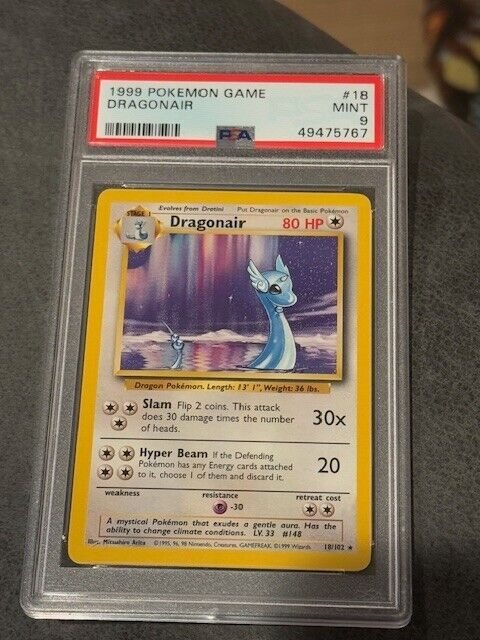 1999 POKEMON GAME #18
DRAGONAIR MINT
9
PSA 49475767
Evolves from Dratini Put Dragonair on the Basic Pokémon
STAGE 1
Dragonair 80 HP
Dragon Pokémon. Length: 13' 1", Weight: 36 lbs.
Slam Flip 2 coins. This attack
does 30 damage times the number
of heads.
30x
Hyper Beam If the Defending
Pokémon has any Energy cards attached
to it, choose 1 of them and discard it.
20
weakness resistance retreat cost
-30
A mystical Pokémon that exudes a gentle aura. Has the
ability to change climate conditions. LV. 33 #148
Illus. Mitsuhiro Arita ©1995, 96, 98 Nintendo, Creatures, GAMEFREAK. ©1999 Wizards. 18/102 ★